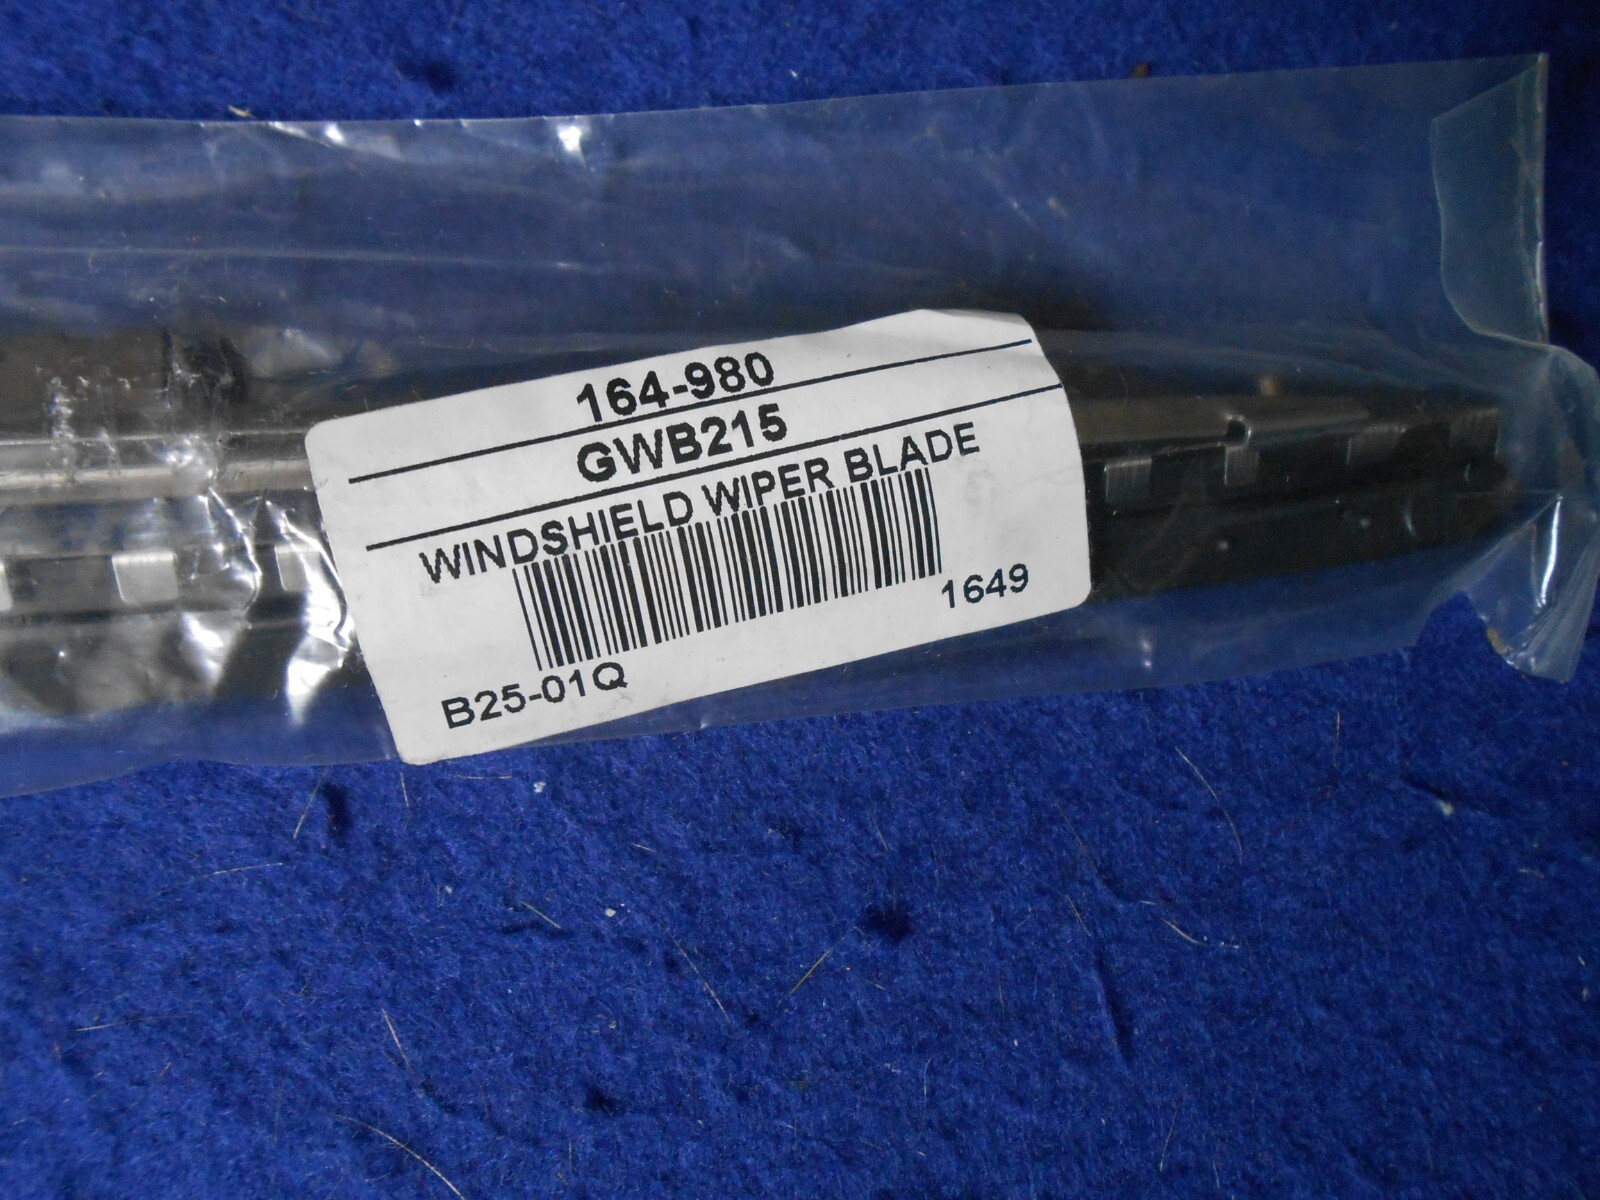 164-980
GWB215
WINDSHIELD WIPER BLADE
1649
B25-01Q